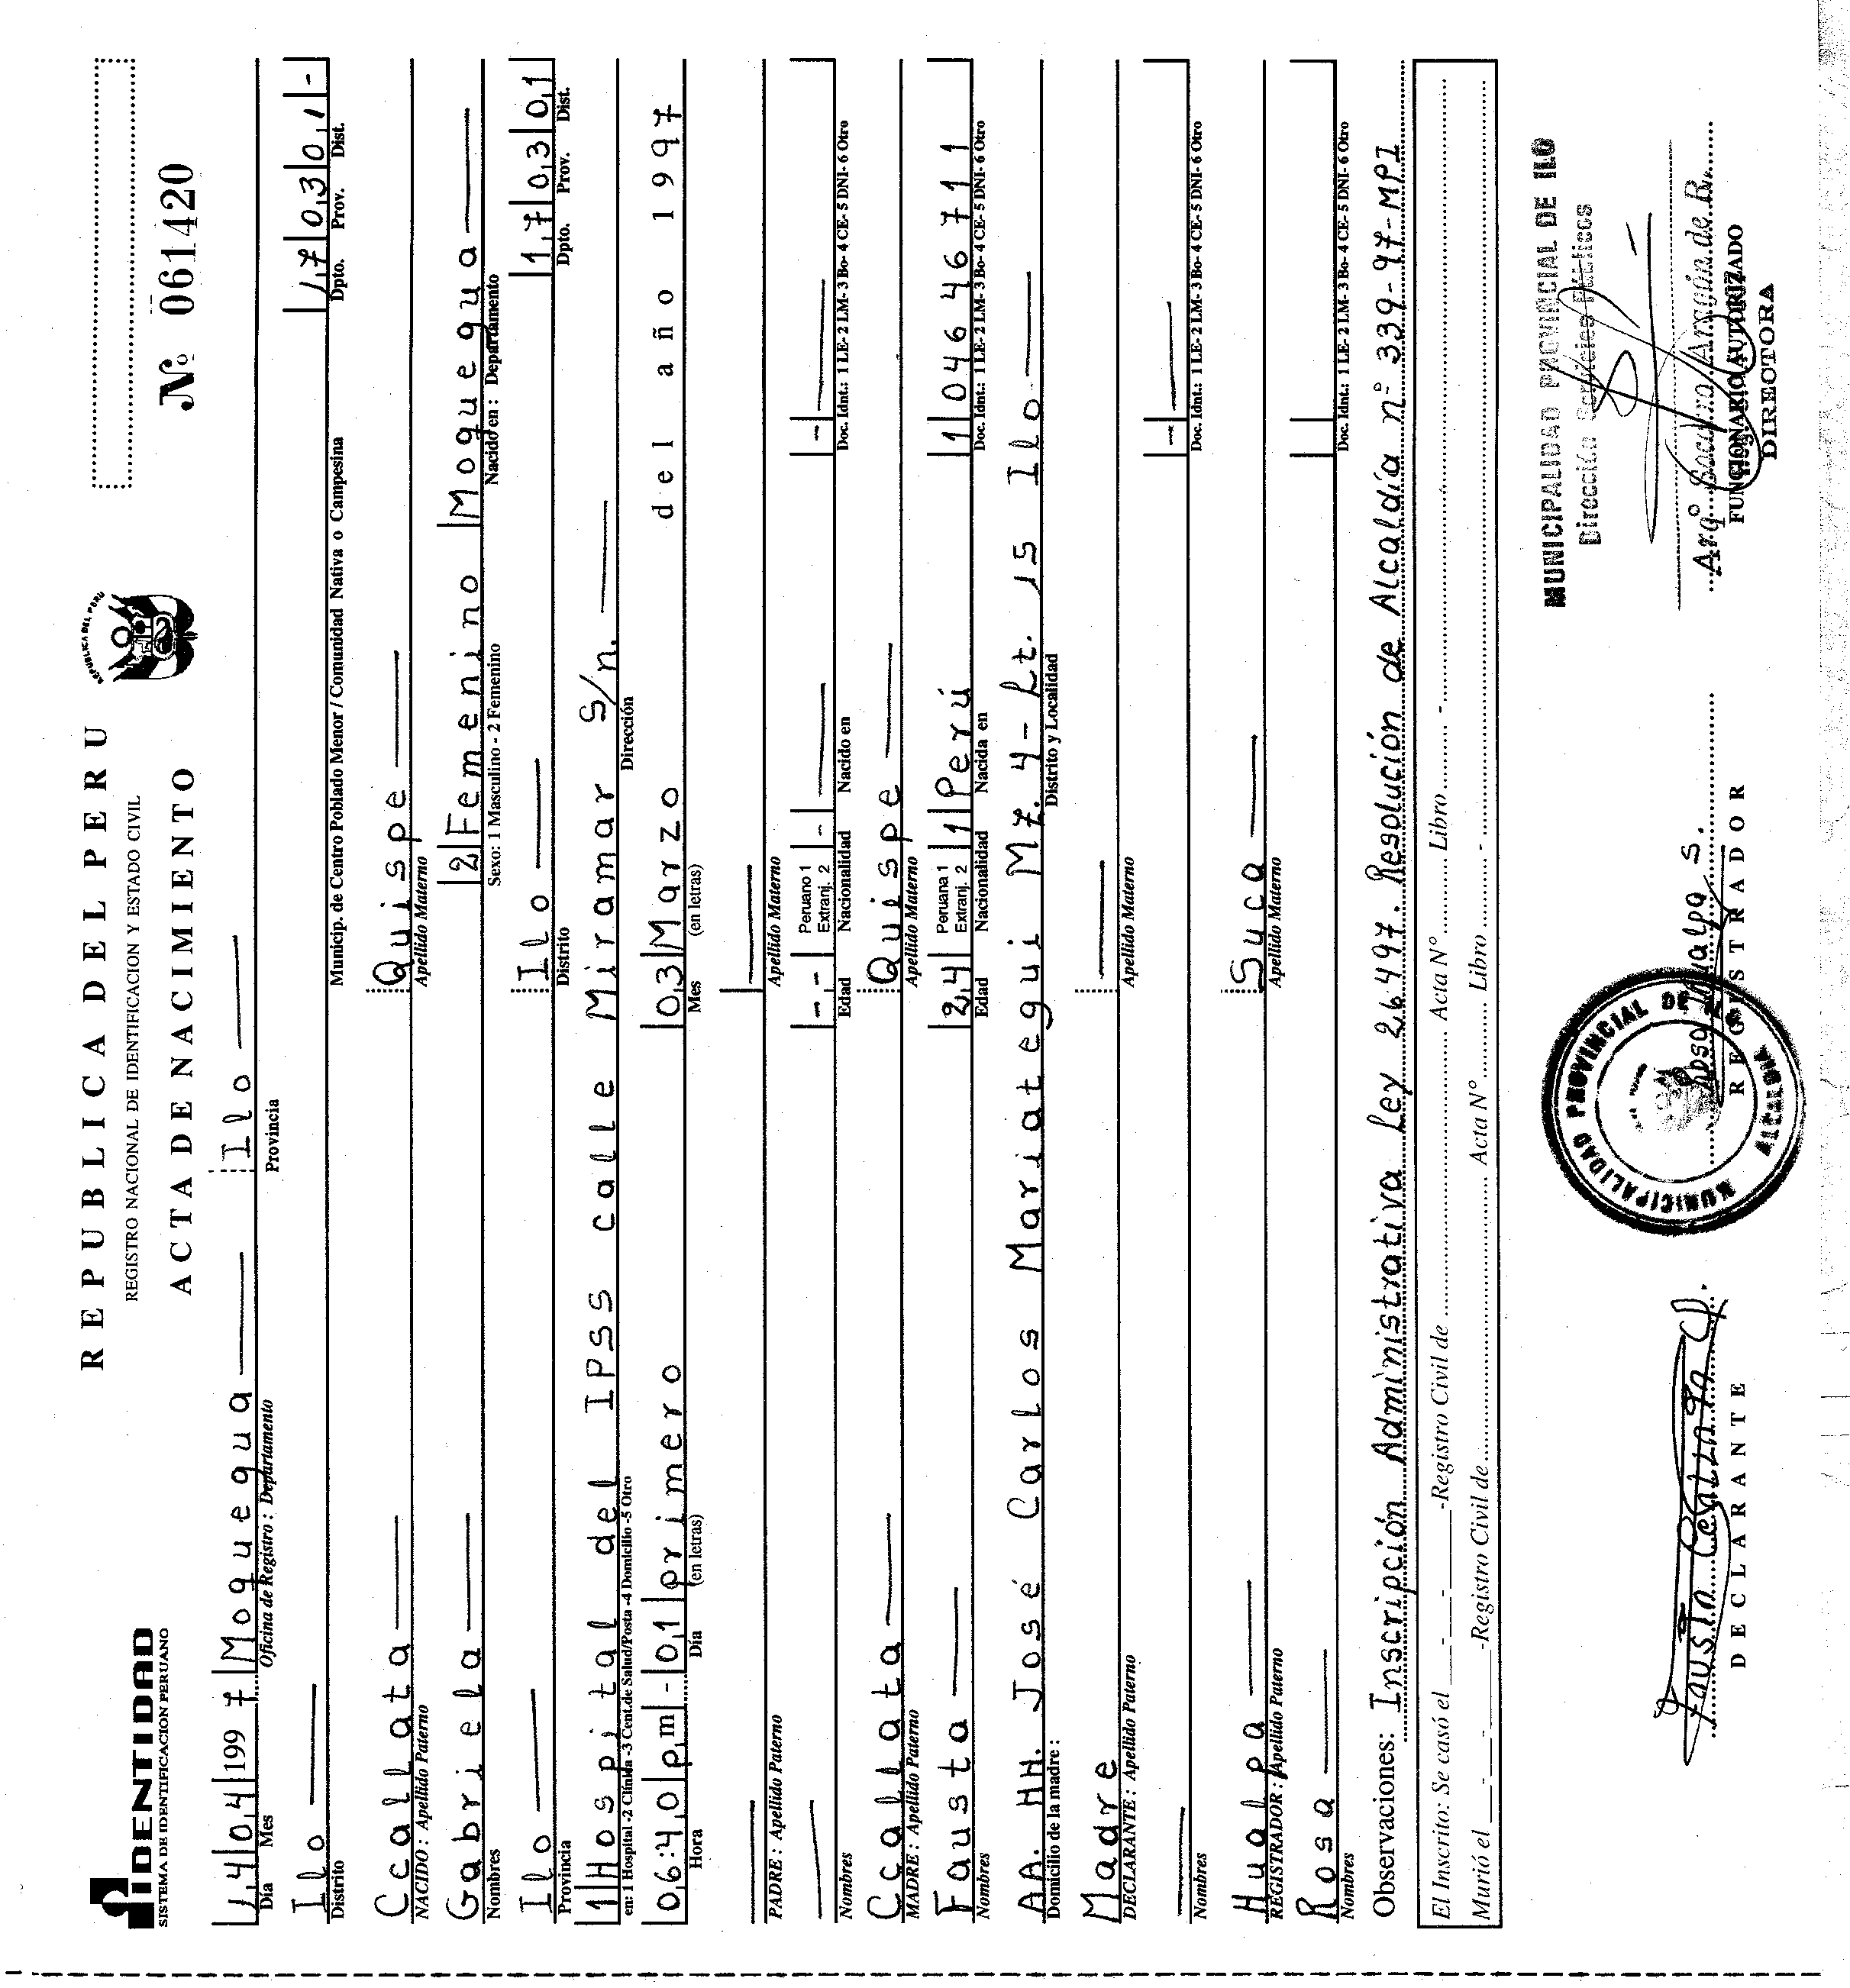 IDENTIDAD
SISTEMA DE IDENTIFICACION PERUANO
REPUBLICA DEL PERU
REGISTRO NACIONAL DE IDENTIFICACION Y ESTADO CIVIL
ACTA DE NACIMIENTO
REPUBLICA DEL PERU
Nº 061420
14 04 1997 Moquegua Ilo
Día Mes Oficina de Registro : Departamento Provincia
Ilo 17 03 01 -
Distrito Municip. de Centro Poblado Menor / Comunidad Nativa o Campesina Dpto. Prov. Dist.
Ccallata Quispe
NACIDO : Apellido Paterno Apellido Materno
Gabriela 2 Femenino Moquegua
Nombres Sexo: 1 Masculino - 2 Femenino Nacido en : Departamento
Ilo Ilo 17 03 01
Provincia Distrito Dpto. Prov. Dist.
1 Hospital del IPSS calle Miramar S/n.
en: 1 Hospital -2 Clínica -3 Cent.de Salud/Posta -4 Domicilio -5 Otro Dirección
06:40 pm - 01 primero 03 Marzo del año 1997
Hora Día (en letras) Mes (en letras)
PADRE : Apellido Paterno Apellido Materno
- - Peruano 1 Extranj. 2 - -
Nombres Edad Nacionalidad Nacido en Doc. Idnt.: 1 LE- 2 LM- 3 Bo- 4 CE- 5 DNI- 6 Otro
Ccallata Quispe
MADRE : Apellido Paterno Apellido Materno
Fausta 24 Peruana 1 Extranj. 2 1 Perú 1 04646711
Nombres Edad Nacionalidad Nacida en Doc. Idnt.: 1 LE- 2 LM- 3 Bo- 4 CE- 5 DNI- 6 Otro
AA. HH. José Carlos Mariategui Mz. 4- Lt. 15 Ilo
Domicilio de la madre : Distrito y Localidad
Madre
DECLARANTE : Apellido Paterno Apellido Materno
-
Nombres Doc. Idnt.: 1 LE- 2 LM- 3 Bo- 4 CE- 5 DNI- 6 Otro
Hualpa Suca
REGISTRADOR : Apellido Paterno Apellido Materno
Rosa
Nombres Doc. Idnt.: 1 LE- 2 LM- 3 Bo- 4 CE- 5 DNI- 6 Otro
Observaciones: Inscripción Administrativa Ley 26497. Resolución de Alcaldía nº 339-97-MPI
El Inscrito: Se casó el - - -Registro Civil de Acta Nº Libro -
Murió el - - -Registro Civil de Acta Nº Libro -
MUNICIPALIDAD PROVINCIAL DE ILO
Dirección Servicios Públicos
MUNICIPALIDAD PROVINCIAL DE ILO
ALCALDIA
Rosa Hualpa S.
Arqº Socorro Aragón de R.
DECLARANTE
REGISTRADOR
FUNCIONARIO AUTORIZADO
DIRECTORA